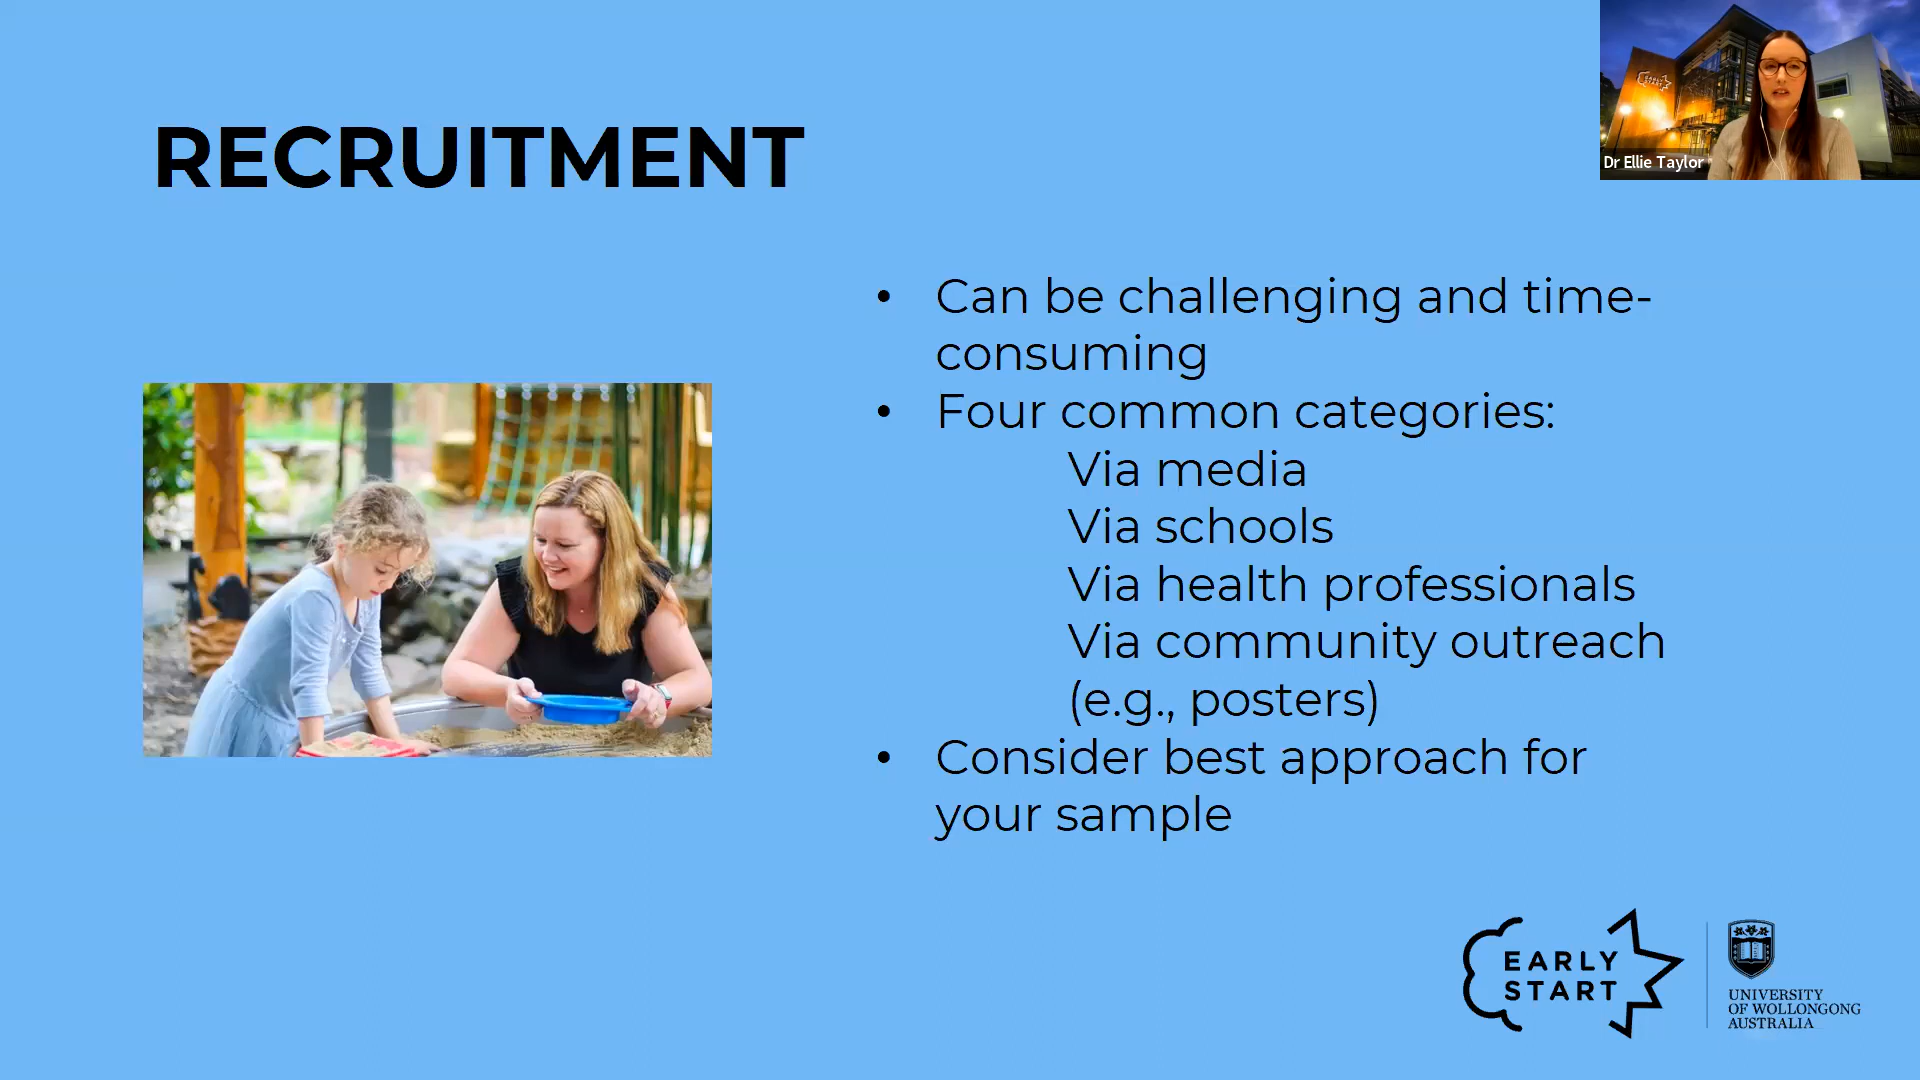 RECRUITMENT
Dr Ellie Taylor
• Can be challenging and time-
consuming
• Four common categories:
Via media
Via schools
Via health professionals
Via community outreach
(e.g., posters)
• Consider best approach for
your sample
EARLY
START
UNIVERSITY
OF WOLLONGONG
AUSTRALIA